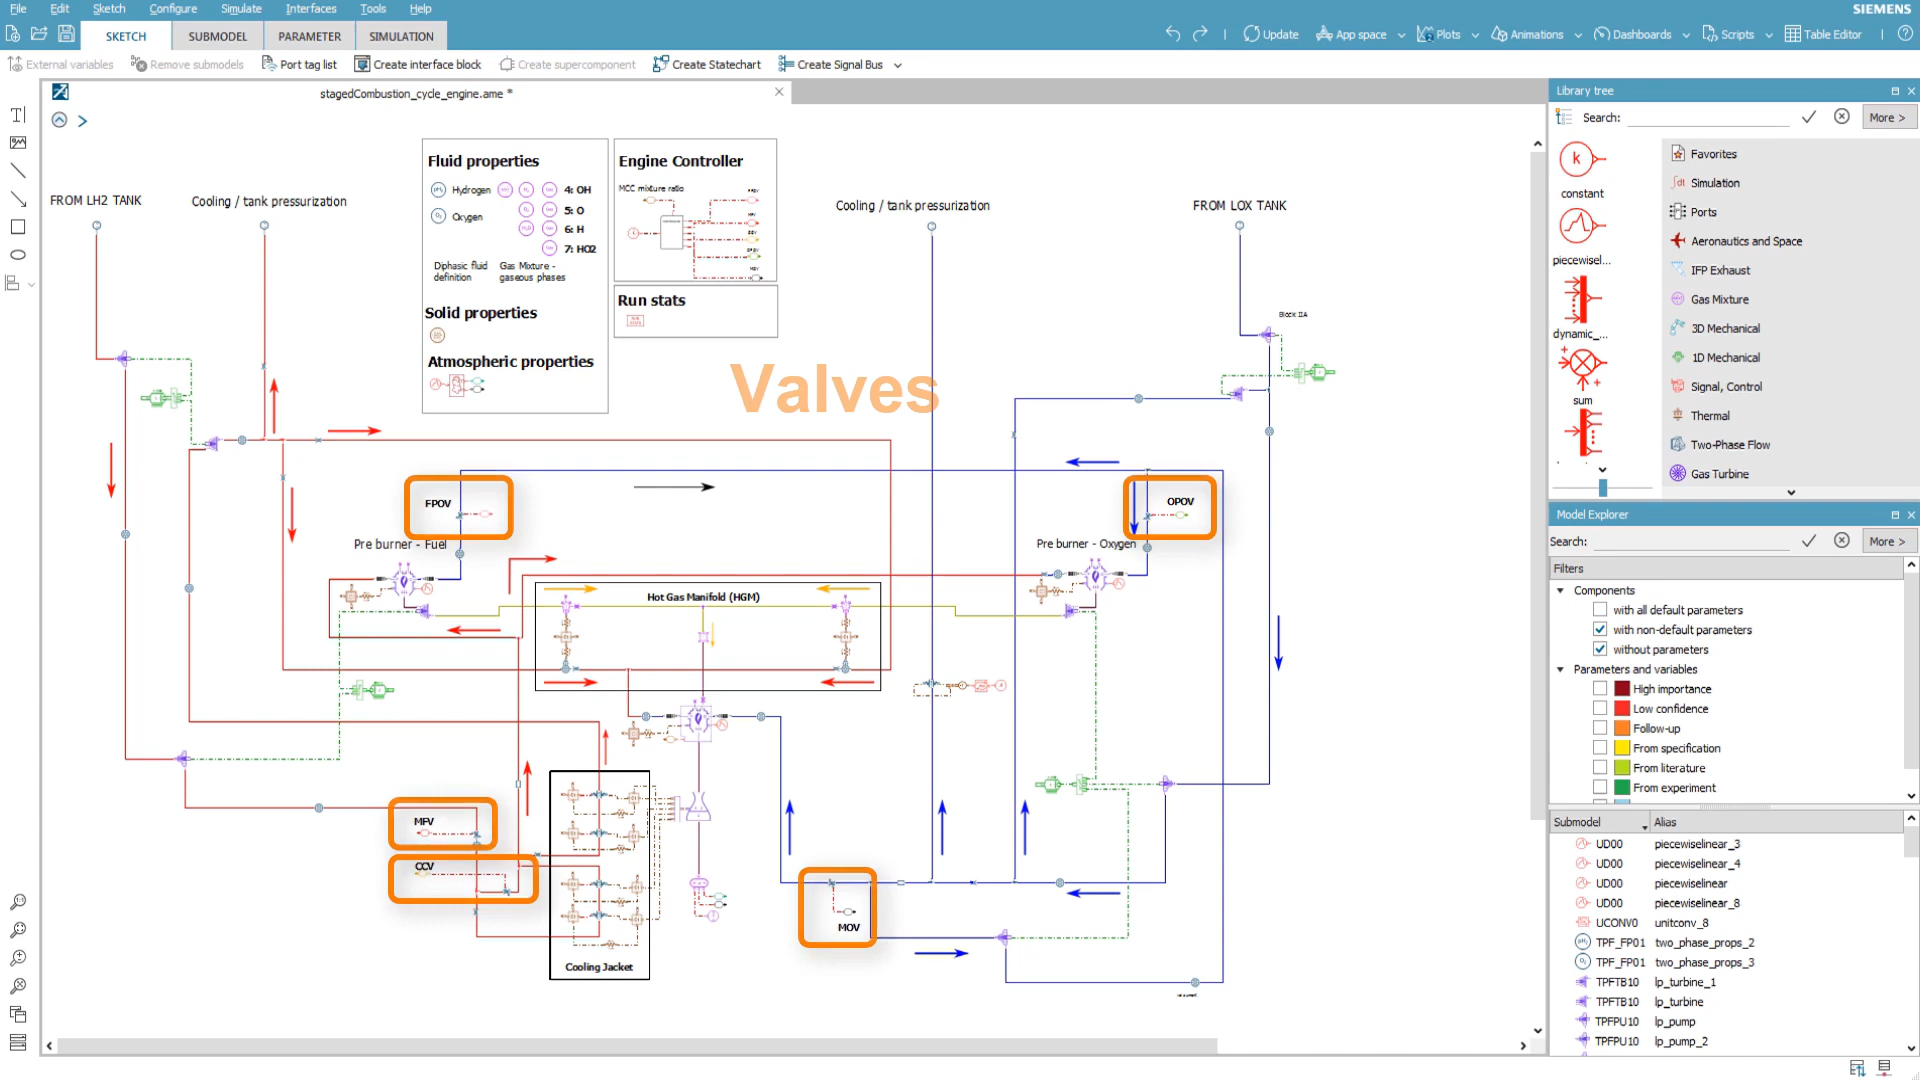 File Edit Sketch Configure Simulate Interfaces Tools Help
SIEMENS
SKETCH SUBMODEL PARAMETER SIMULATION
Update App space Plots Animations Dashboards Scripts Table Editor
External variables Remove submodels Port tag list Create interface block Create supercomponent Create Statechart Create Signal Bus
stagedCombustion_cycle_engine.ame *
FROM LH2 TANK
Cooling / tank pressurization
Fluid properties
Hydrogen
Oxygen
4: OH
5: O
6: H
7: HO2
Diphasic fluid
definition
Gas Mixture -
gaseous phases
Solid properties
Atmospheric properties
Engine Controller
MCC mixture ratio
Run stats
Cooling / tank pressurization
FROM LOX TANK
Valves
FPOV
OPOV
Pre burner - Fuel
Pre burner - Oxygen
Hot Gas Manifold (HGM)
MFV
CCV
MOV
Cooling Jacket
Library tree
Search:
More >
constant
piecewisel...
dynamic_...
sum
Favorites
Simulation
Ports
Aeronautics and Space
IFP Exhaust
Gas Mixture
3D Mechanical
1D Mechanical
Signal, Control
Thermal
Two-Phase Flow
Gas Turbine
Model Explorer
Search:
More >
Filters
Components
with all default parameters
with non-default parameters
without parameters
Parameters and variables
High importance
Low confidence
Follow-up
From specification
From literature
From experiment
Submodel Alias
UD00 piecewiselinear_3
UD00 piecewiselinear_4
UD00 piecewiselinear
UD00 piecewiselinear_8
UCONV0 unitconv_8
TPF_FP01 two_phase_props_2
TPF_FP01 two_phase_props_3
TPFTB10 lp_turbine_1
TPFTB10 lp_turbine
TPFPU10 lp_pump
TPFPU10 lp_pump_2